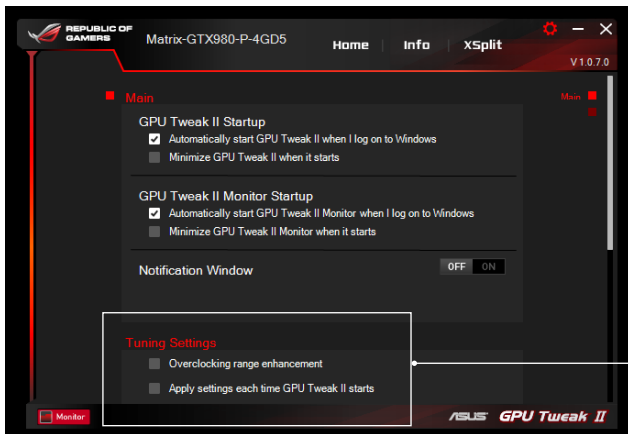 REPUBLIC OF
GAMERS
Matrix-GTX980-P-4GD5
Home
Info
XSplit
V 1.0.7.0
Main
Main
GPU Tweak II Startup
Automatically start GPU Tweak II when I log on to Windows
Minimize GPU Tweak II when it starts
GPU Tweak II Monitor Startup
Automatically start GPU Tweak II Monitor when I log on to Windows
Minimize GPU Tweak II Monitor when it starts
Notification Window
OFF ON
Tuning Settings
Overclocking range enhancement
Apply settings each time GPU Tweak II starts
Monitor
ASUS GPU Tweak II